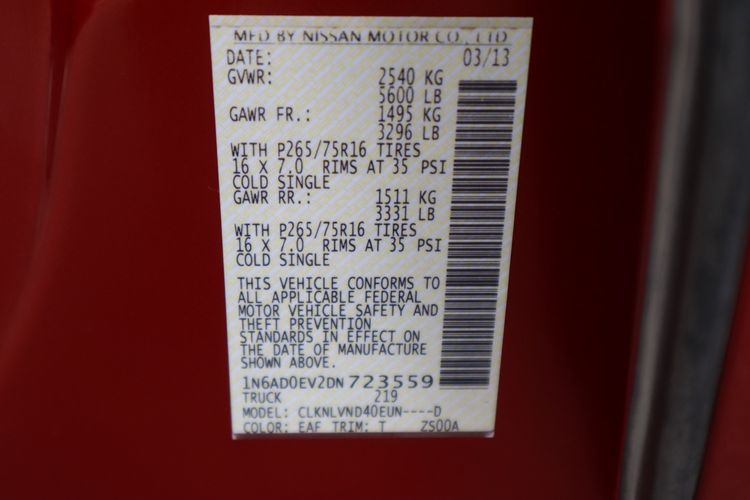 MFD BY NISSAN MOTOR CO., LTD
DATE: 03/13
GVWR: 2540 KG
5600 LB
GAWR FR.: 1495 KG
3296 LB
WITH P265/75R16 TIRES
16 X 7.0 RIMS AT 35 PSI
COLD SINGLE
GAWR RR.: 1511 KG
3331 LB
WITH P265/75R16 TIRES
16 X 7.0 RIMS AT 35 PSI
COLD SINGLE
THIS VEHICLE CONFORMS TO
ALL APPLICABLE FEDERAL
MOTOR VEHICLE SAFETY AND
THEFT PREVENTION
STANDARDS IN EFFECT ON
THE DATE OF MANUFACTURE
SHOWN ABOVE.
1N6AD0EV2DN723559
TRUCK 219
MODEL: CLKNLVND40EUN----D
COLOR: EAF TRIM: T ZS00A